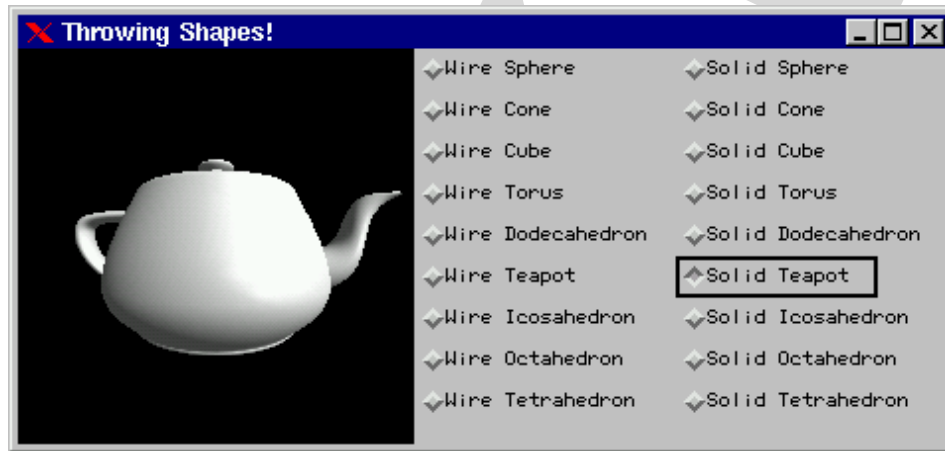 Throwing Shapes!
Wire Sphere Solid Sphere
Wire Cone Solid Cone
Wire Cube Solid Cube
Wire Torus Solid Torus
Wire Dodecahedron Solid Dodecahedron
Wire Teapot Solid Teapot
Wire Icosahedron Solid Icosahedron
Wire Octahedron Solid Octahedron
Wire Tetrahedron Solid Tetrahedron